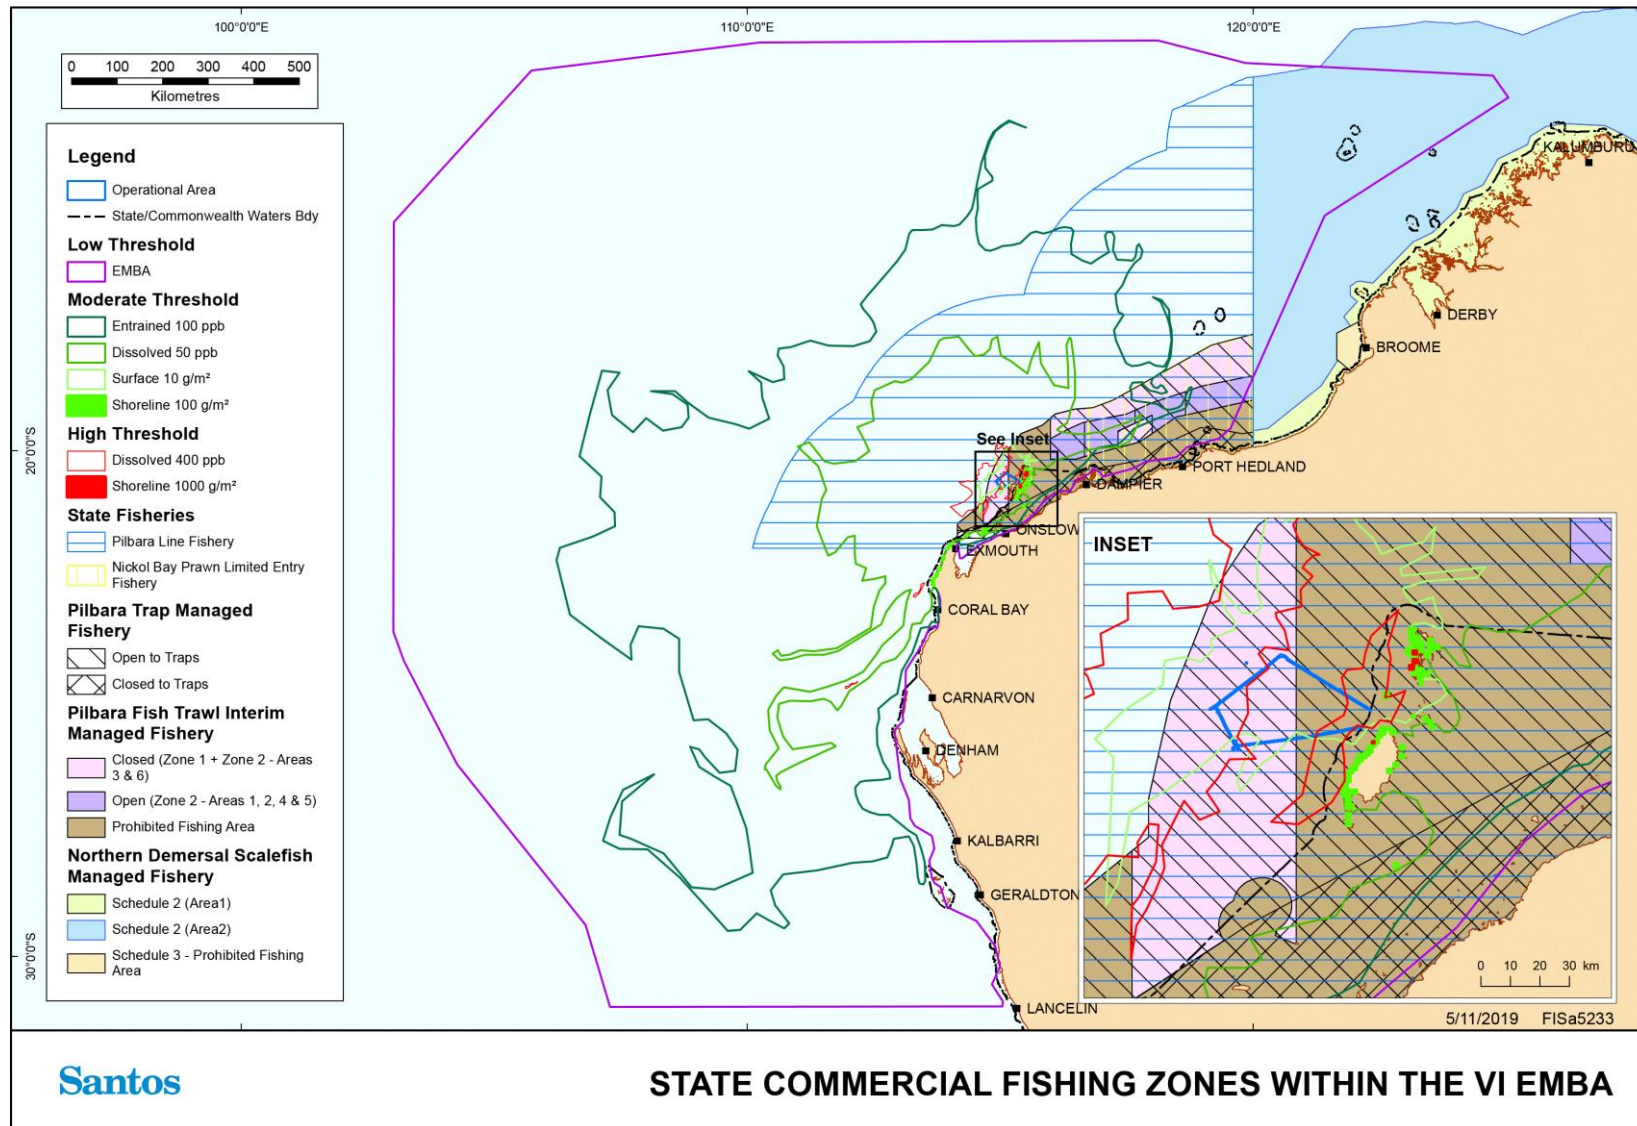 100°0'0"E
110°0'0"E
120°0'0"E
0 100 200 300 400 500
Kilometres
Legend
Operational Area
State/Commonwealth Waters Bdy
Low Threshold
EMBA
Moderate Threshold
Entrained 100 ppb
Dissolved 50 ppb
Surface 10 g/m²
Shoreline 100 g/m²
High Threshold
Dissolved 400 ppb
Shoreline 1000 g/m²
State Fisheries
Pilbara Line Fishery
Nickol Bay Prawn Limited Entry
Fishery
Pilbara Trap Managed
Fishery
Open to Traps
Closed to Traps
Pilbara Fish Trawl Interim
Managed Fishery
Closed (Zone 1 + Zone 2 - Areas
3 & 6)
Open (Zone 2 - Areas 1, 2, 4 & 5)
Prohibited Fishing Area
Northern Demersal Scalefish
Managed Fishery
Schedule 2 (Area1)
Schedule 2 (Area2)
Schedule 3 - Prohibited Fishing
Area
20°0'0"S
30°0'0"S
KALUMBURU
DERBY
BROOME
See Inset
PORT HEDLAND
DAMPIER
ONSLOW
EXMOUTH
CORAL BAY
CARNARVON
DENHAM
KALBARRI
GERALDTON
LANCELIN
INSET
0 10 20 30 km
5/11/2019 FISa5233
Santos
STATE COMMERCIAL FISHING ZONES WITHIN THE VI EMBA